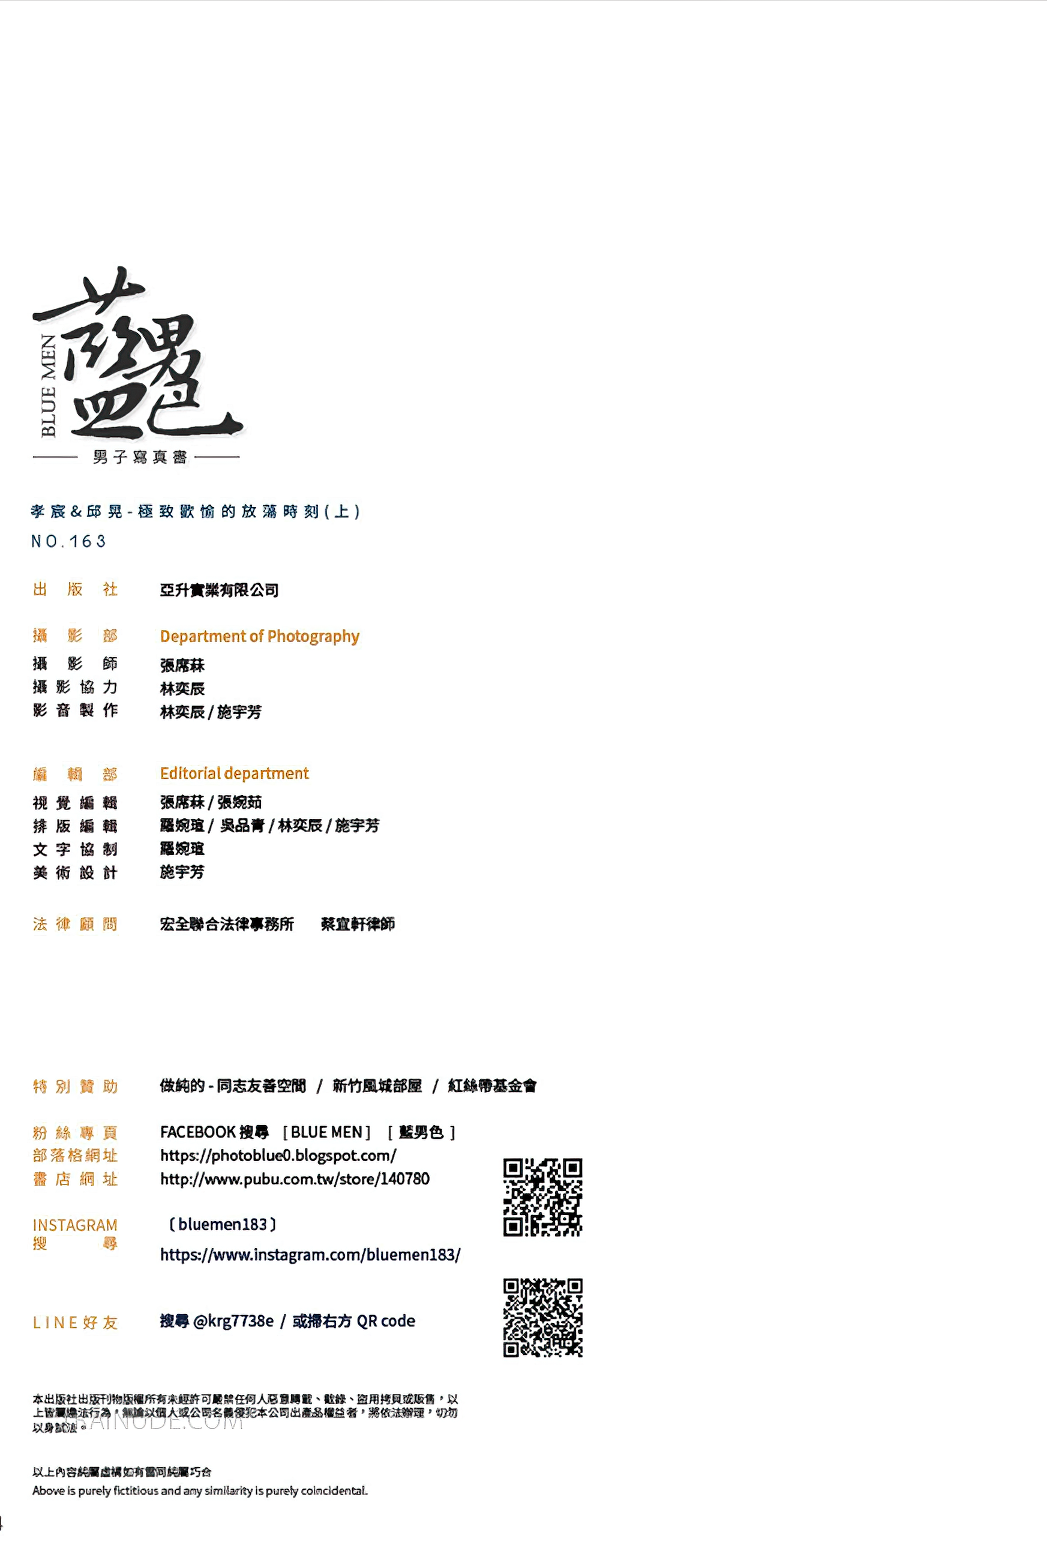 藍男色
BLUE MEN
男子寫真書
孝宸&邱晃-極致歡愉的放蕩時刻(上)
NO.163
出版社 亞升實業有限公司
攝影部 Department of Photography
攝影師 張席菻
攝影協力 林奕辰
影音製作 林奕辰 / 施宇芳
編輯部 Editorial department
視覺編輯 張席菻 / 張婉茹
排版編輯 羅婉瑄 / 吳品青 / 林奕辰 / 施宇芳
文字協制 羅婉瑄
美術設計 施宇芳
法律顧問 宏全聯合法律事務所 蔡宜軒律師
特別贊助 做純的 - 同志友善空間 / 新竹風城部屋 / 紅絲帶基金會
粉絲專頁 FACEBOOK 搜尋 [ BLUE MEN ] [ 藍男色 ]
部落格網址 https://photoblue0.blogspot.com/
書店網址 http://www.pubu.com.tw/store/140780
INSTAGRAM 〔 bluemen183 〕
搜尋 https://www.instagram.com/bluemen183/
LINE好友 搜尋 @krg7738e / 或掃右方 QR code
本出版社出版刊物版權所有未經許可嚴禁任何人惡意轉載、截錄、盜用拷貝或販售，以
上皆屬違法行為，無論以個人或公司名義侵犯本公司出產品權益者，將依法辦理，切勿
以身試法。
以上內容純屬虛構如有雷同純屬巧合
Above is purely fictitious and any similarity is purely coincidental.